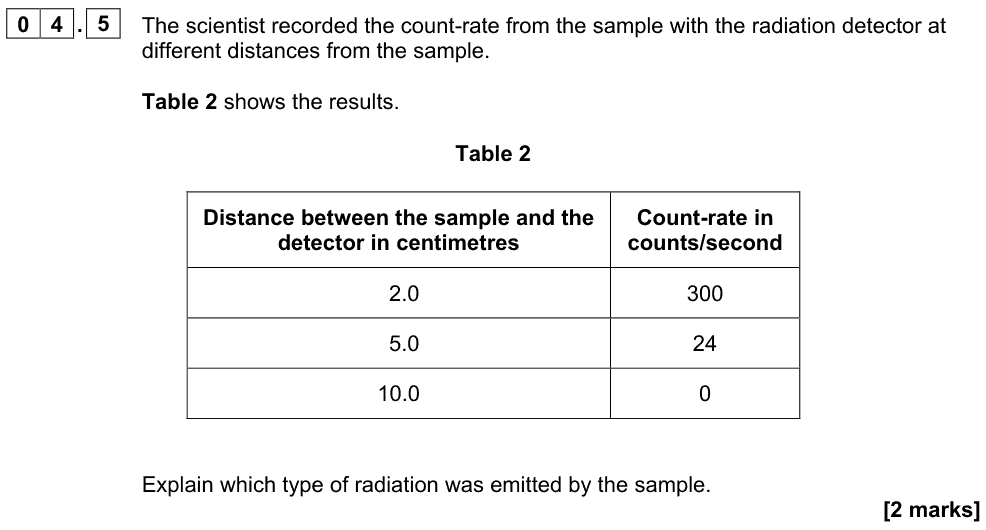 0 4 . 5 The scientist recorded the count-rate from the sample with the radiation detector at
different distances from the sample.
Table 2 shows the results.
Table 2
Distance between the sample and the
detector in centimetres
Count-rate in
counts/second
2.0 300
5.0 24
10.0 0
Explain which type of radiation was emitted by the sample.
[2 marks]